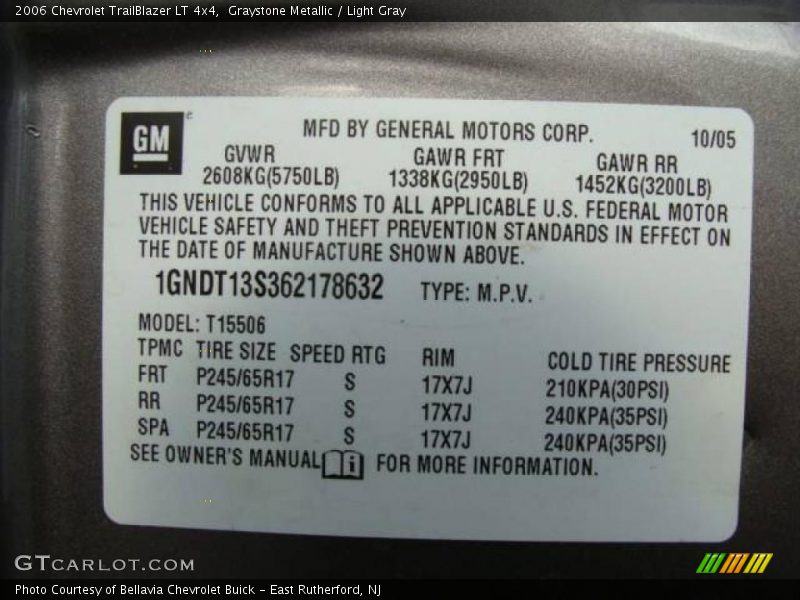 2006 Chevrolet TrailBlazer LT 4x4, Graystone Metallic / Light Gray
GM
MFD BY GENERAL MOTORS CORP. 10/05
GVWR GAWR FRT GAWR RR
2608KG(5750LB) 1338KG(2950LB) 1452KG(3200LB)
THIS VEHICLE CONFORMS TO ALL APPLICABLE U.S. FEDERAL MOTOR
VEHICLE SAFETY AND THEFT PREVENTION STANDARDS IN EFFECT ON
THE DATE OF MANUFACTURE SHOWN ABOVE.
1GNDT13S362178632 TYPE: M.P.V.
MODEL: T15506
TPMC TIRE SIZE SPEED RTG RIM COLD TIRE PRESSURE
FRT P245/65R17 S 17X7J 210KPA(30PSI)
RR P245/65R17 S 17X7J 240KPA(35PSI)
SPA P245/65R17 S 17X7J 240KPA(35PSI)
SEE OWNER'S MANUAL i FOR MORE INFORMATION.
GTCARLOT.COM
Photo Courtesy of Bellavia Chevrolet Buick - East Rutherford, NJ